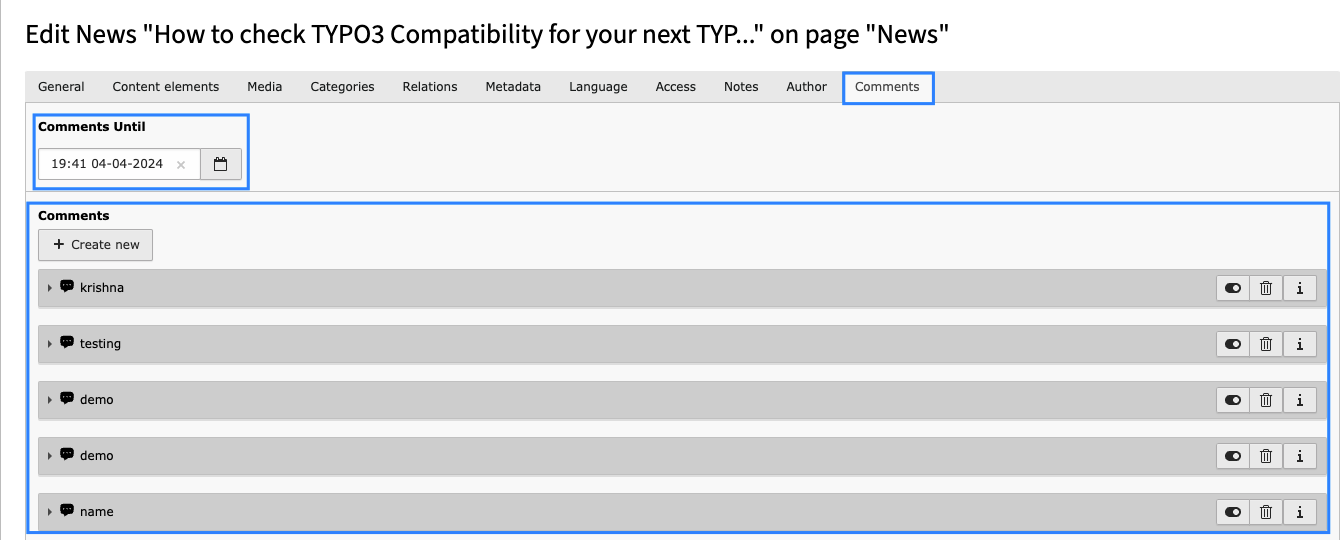 Edit News "How to check TYPO3 Compatibility for your next TYP..." on page "News"
General Content elements Media Categories Relations Metadata Language Access Notes Author Comments
Comments Until
19:41 04-04-2024
Comments
+ Create new
krishna
testing
demo
demo
name